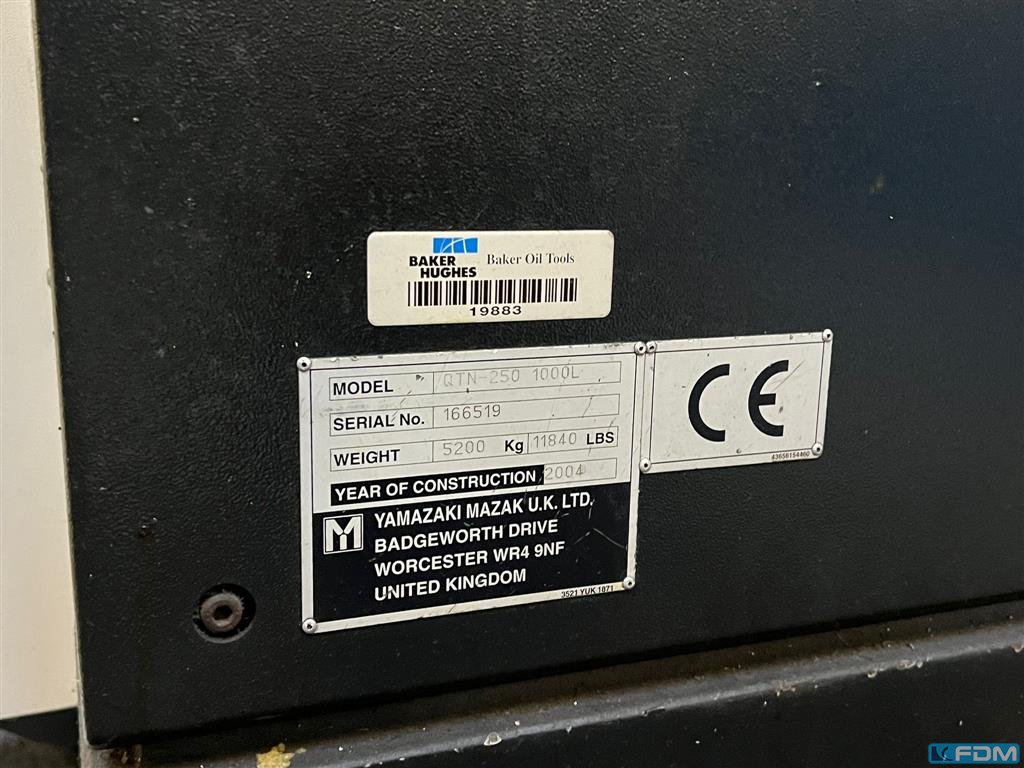 BAKER HUGHES Baker Oil Tools
19883
MODEL QTN-250 1000L
SERIAL No. 166519
WEIGHT 5200 Kg 11840 LBS
YEAR OF CONSTRUCTION 2004
YAMAZAKI MAZAK U.K. LTD.
BADGEWORTH DRIVE
WORCESTER WR4 9NF
UNITED KINGDOM
3521 YUK 1871
CE
43656154460
FDM